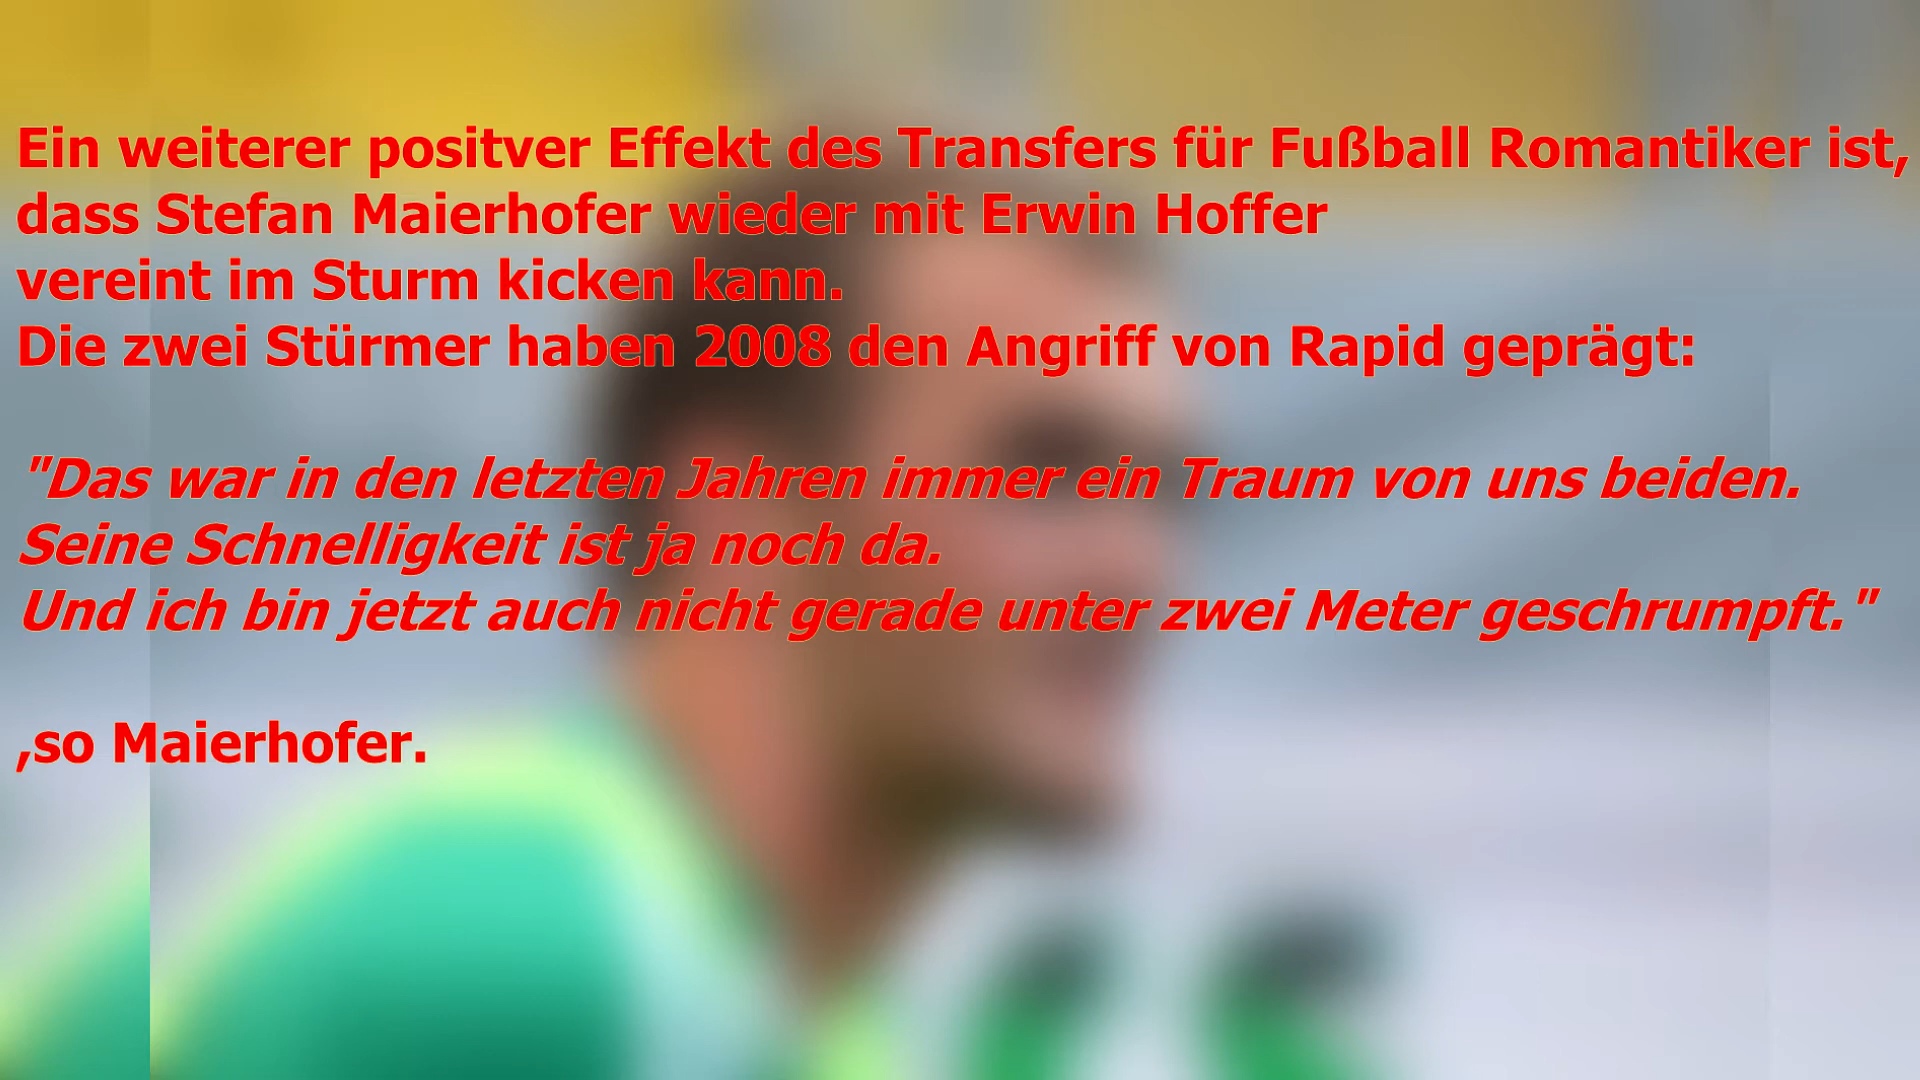 Ein weiterer positver Effekt des Transfers für Fußball Romantiker ist,
dass Stefan Maierhofer wieder mit Erwin Hoffer
vereint im Sturm kicken kann.
Die zwei Stürmer haben 2008 den Angriff von Rapid geprägt:
"Das war in den letzten Jahren immer ein Traum von uns beiden.
Seine Schnelligkeit ist ja noch da.
Und ich bin jetzt auch nicht gerade unter zwei Meter geschrumpft."
,so Maierhofer.